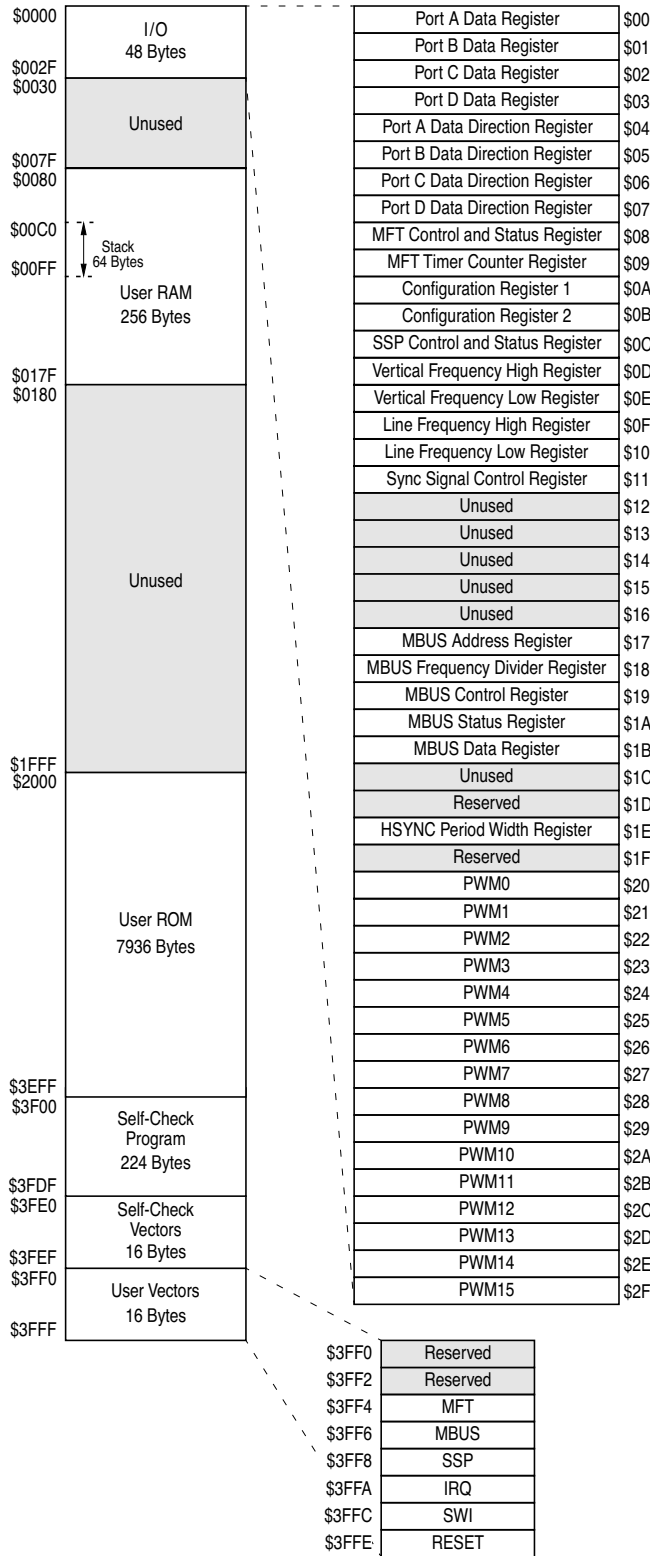 $0000
I/O
48 Bytes
$002F
$0030
Unused
$007F
$0080
$00C0
Stack
64 Bytes
$00FF
User RAM
256 Bytes
$017F
$0180
Unused
$1FFF
$2000
User ROM
7936 Bytes
$3EFF
$3F00
Self-Check
Program
224 Bytes
$3FDF
$3FE0
Self-Check
Vectors
16 Bytes
$3FEF
$3FF0
User Vectors
16 Bytes
$3FFF
Port A Data Register $00
Port B Data Register $01
Port C Data Register $02
Port D Data Register $03
Port A Data Direction Register $04
Port B Data Direction Register $05
Port C Data Direction Register $06
Port D Data Direction Register $07
MFT Control and Status Register $08
MFT Timer Counter Register $09
Configuration Register 1 $0A
Configuration Register 2 $0B
SSP Control and Status Register $0C
Vertical Frequency High Register $0D
Vertical Frequency Low Register $0E
Line Frequency High Register $0F
Line Frequency Low Register $10
Sync Signal Control Register $11
Unused $12
Unused $13
Unused $14
Unused $15
Unused $16
MBUS Address Register $17
MBUS Frequency Divider Register $18
MBUS Control Register $19
MBUS Status Register $1A
MBUS Data Register $1B
Unused $1C
Reserved $1D
HSYNC Period Width Register $1E
Reserved $1F
PWM0 $20
PWM1 $21
PWM2 $22
PWM3 $23
PWM4 $24
PWM5 $25
PWM6 $26
PWM7 $27
PWM8 $28
PWM9 $29
PWM10 $2A
PWM11 $2B
PWM12 $2C
PWM13 $2D
PWM14 $2E
PWM15 $2F
$3FF0 Reserved
$3FF2 Reserved
$3FF4 MFT
$3FF6 MBUS
$3FF8 SSP
$3FFA IRQ
$3FFC SWI
$3FFE RESET